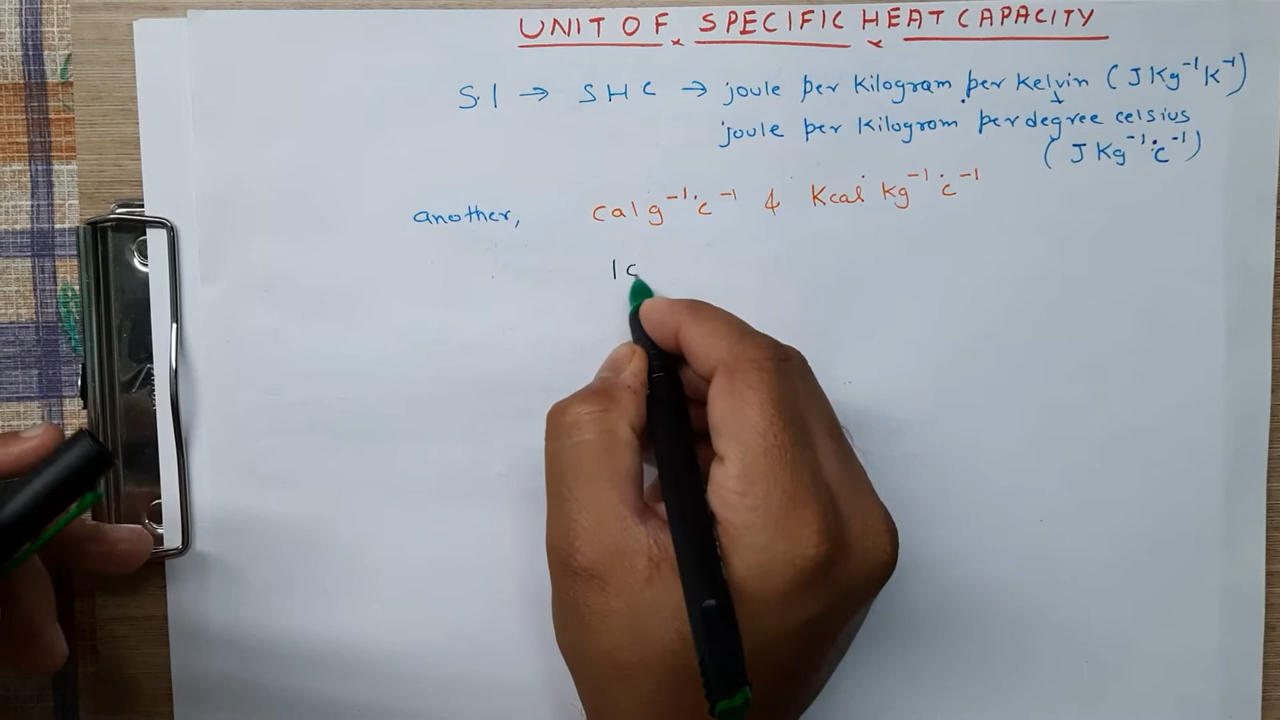 UNIT OF SPECIFIC HEAT CAPACITY
S.I → SHC → joule per kilogram per kelvin (J Kg⁻¹ K⁻¹)
joule per kilogram per degree celsius
(J Kg⁻¹ °C⁻¹)
another, cal g⁻¹ °C⁻¹ & Kcal kg⁻¹ °C⁻¹
1 c